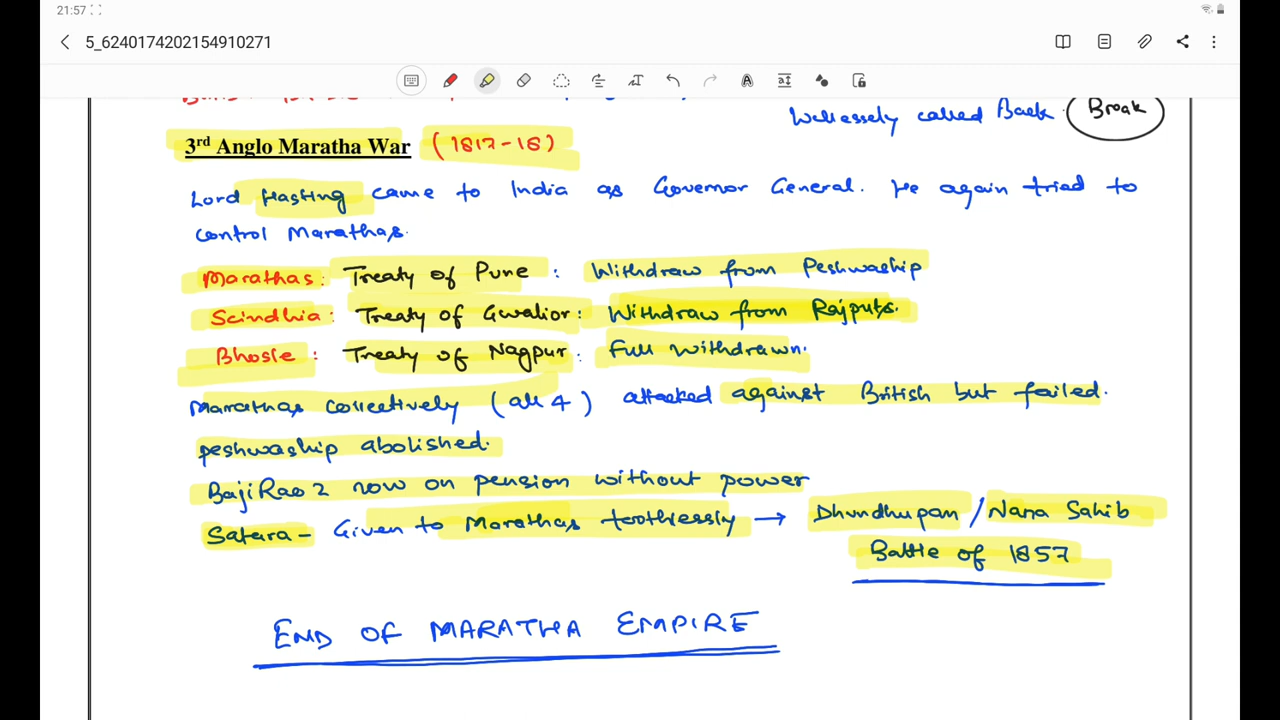 21:57
5_6240174202154910271
Wellessely called Back. Break
3rd Anglo Maratha War (1817-18)
Lord Hasting came to India as Governor General. He again tried to
control Marathas.
Marathas: Treaty of Pune: Withdraw from Peshwaship
Scindhia: Treaty of Gwalior: Withdraw from Rajputs.
Bhosle: Treaty of Nagpur: Full withdrawn.
Marathas collectively (all 4) attacked against British but failed.
peshwaship abolished.
Baji Rao 2 now on pension without power
Satara - Given to Marathas toothlessly → Dhundhupan / Nana Sahib
Battle of 1857
END OF MARATHA EMPIRE